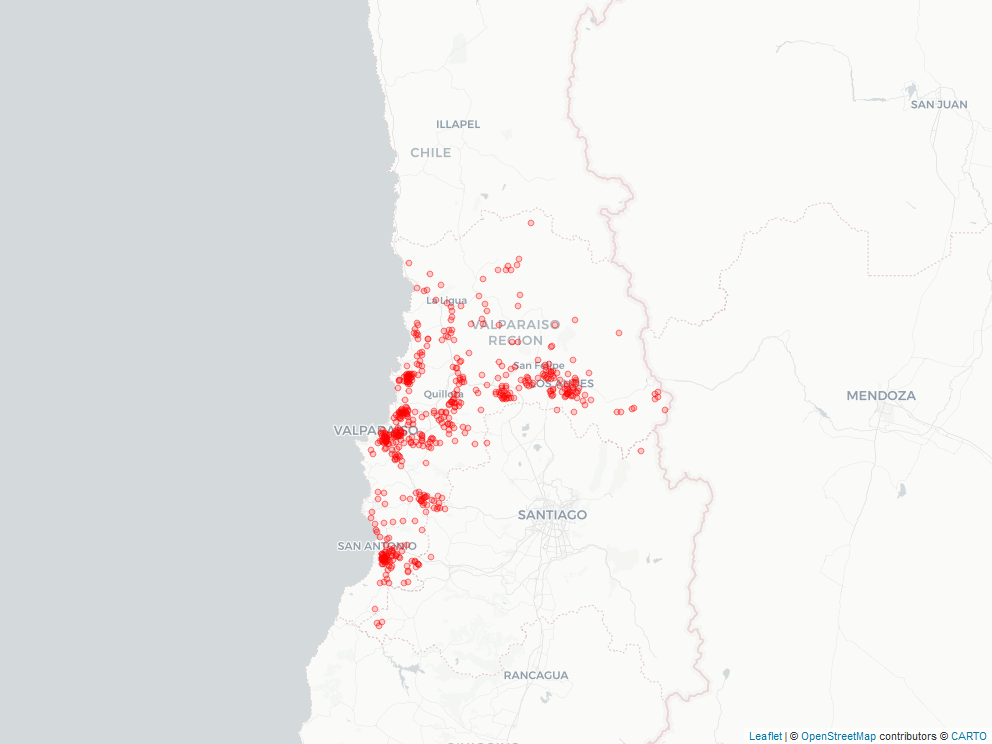 SAN JUAN
ILLAPEL
CHILE
La Ligua
VALPARAISO
REGION
San Felipe
LOS ANDES
Quillota
MENDOZA
VALPARAISO
SANTIAGO
SAN ANTONIO
RANCAGUA
Leaflet | © OpenStreetMap contributors © CARTO